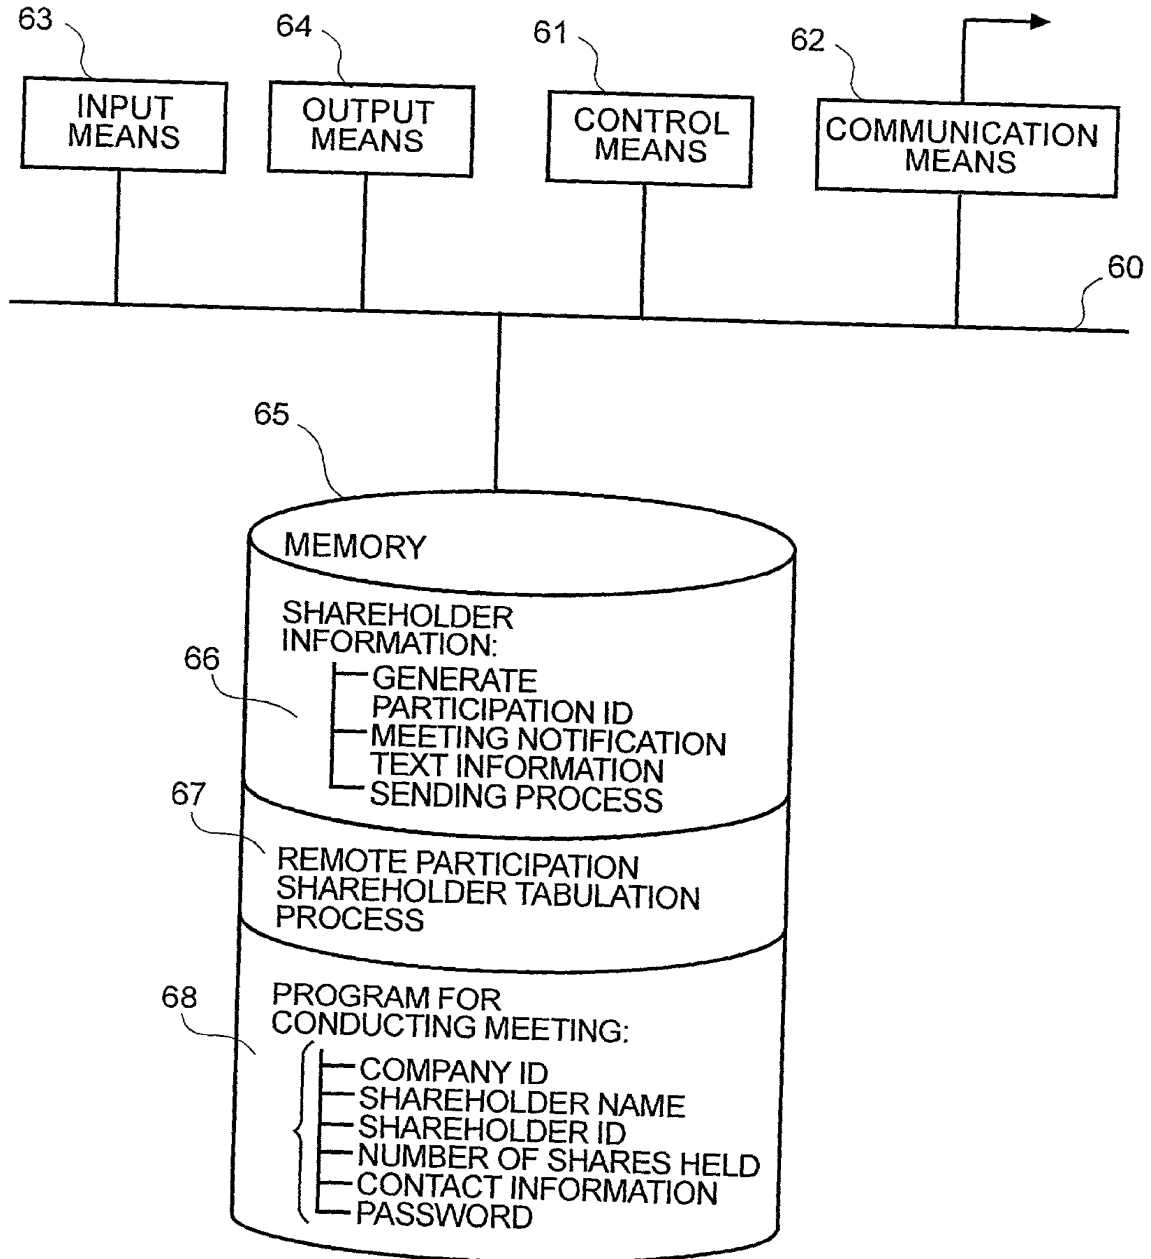 63
64
61
62
INPUT
MEANS
OUTPUT
MEANS
CONTROL
MEANS
COMMUNICATION
MEANS
60
65
MEMORY
SHAREHOLDER
INFORMATION:
66
GENERATE
PARTICIPATION ID
MEETING NOTIFICATION
TEXT INFORMATION
SENDING PROCESS
67
REMOTE PARTICIPATION
SHAREHOLDER TABULATION
PROCESS
68
PROGRAM FOR
CONDUCTING MEETING:
COMPANY ID
SHAREHOLDER NAME
SHAREHOLDER ID
NUMBER OF SHARES HELD
CONTACT INFORMATION
PASSWORD